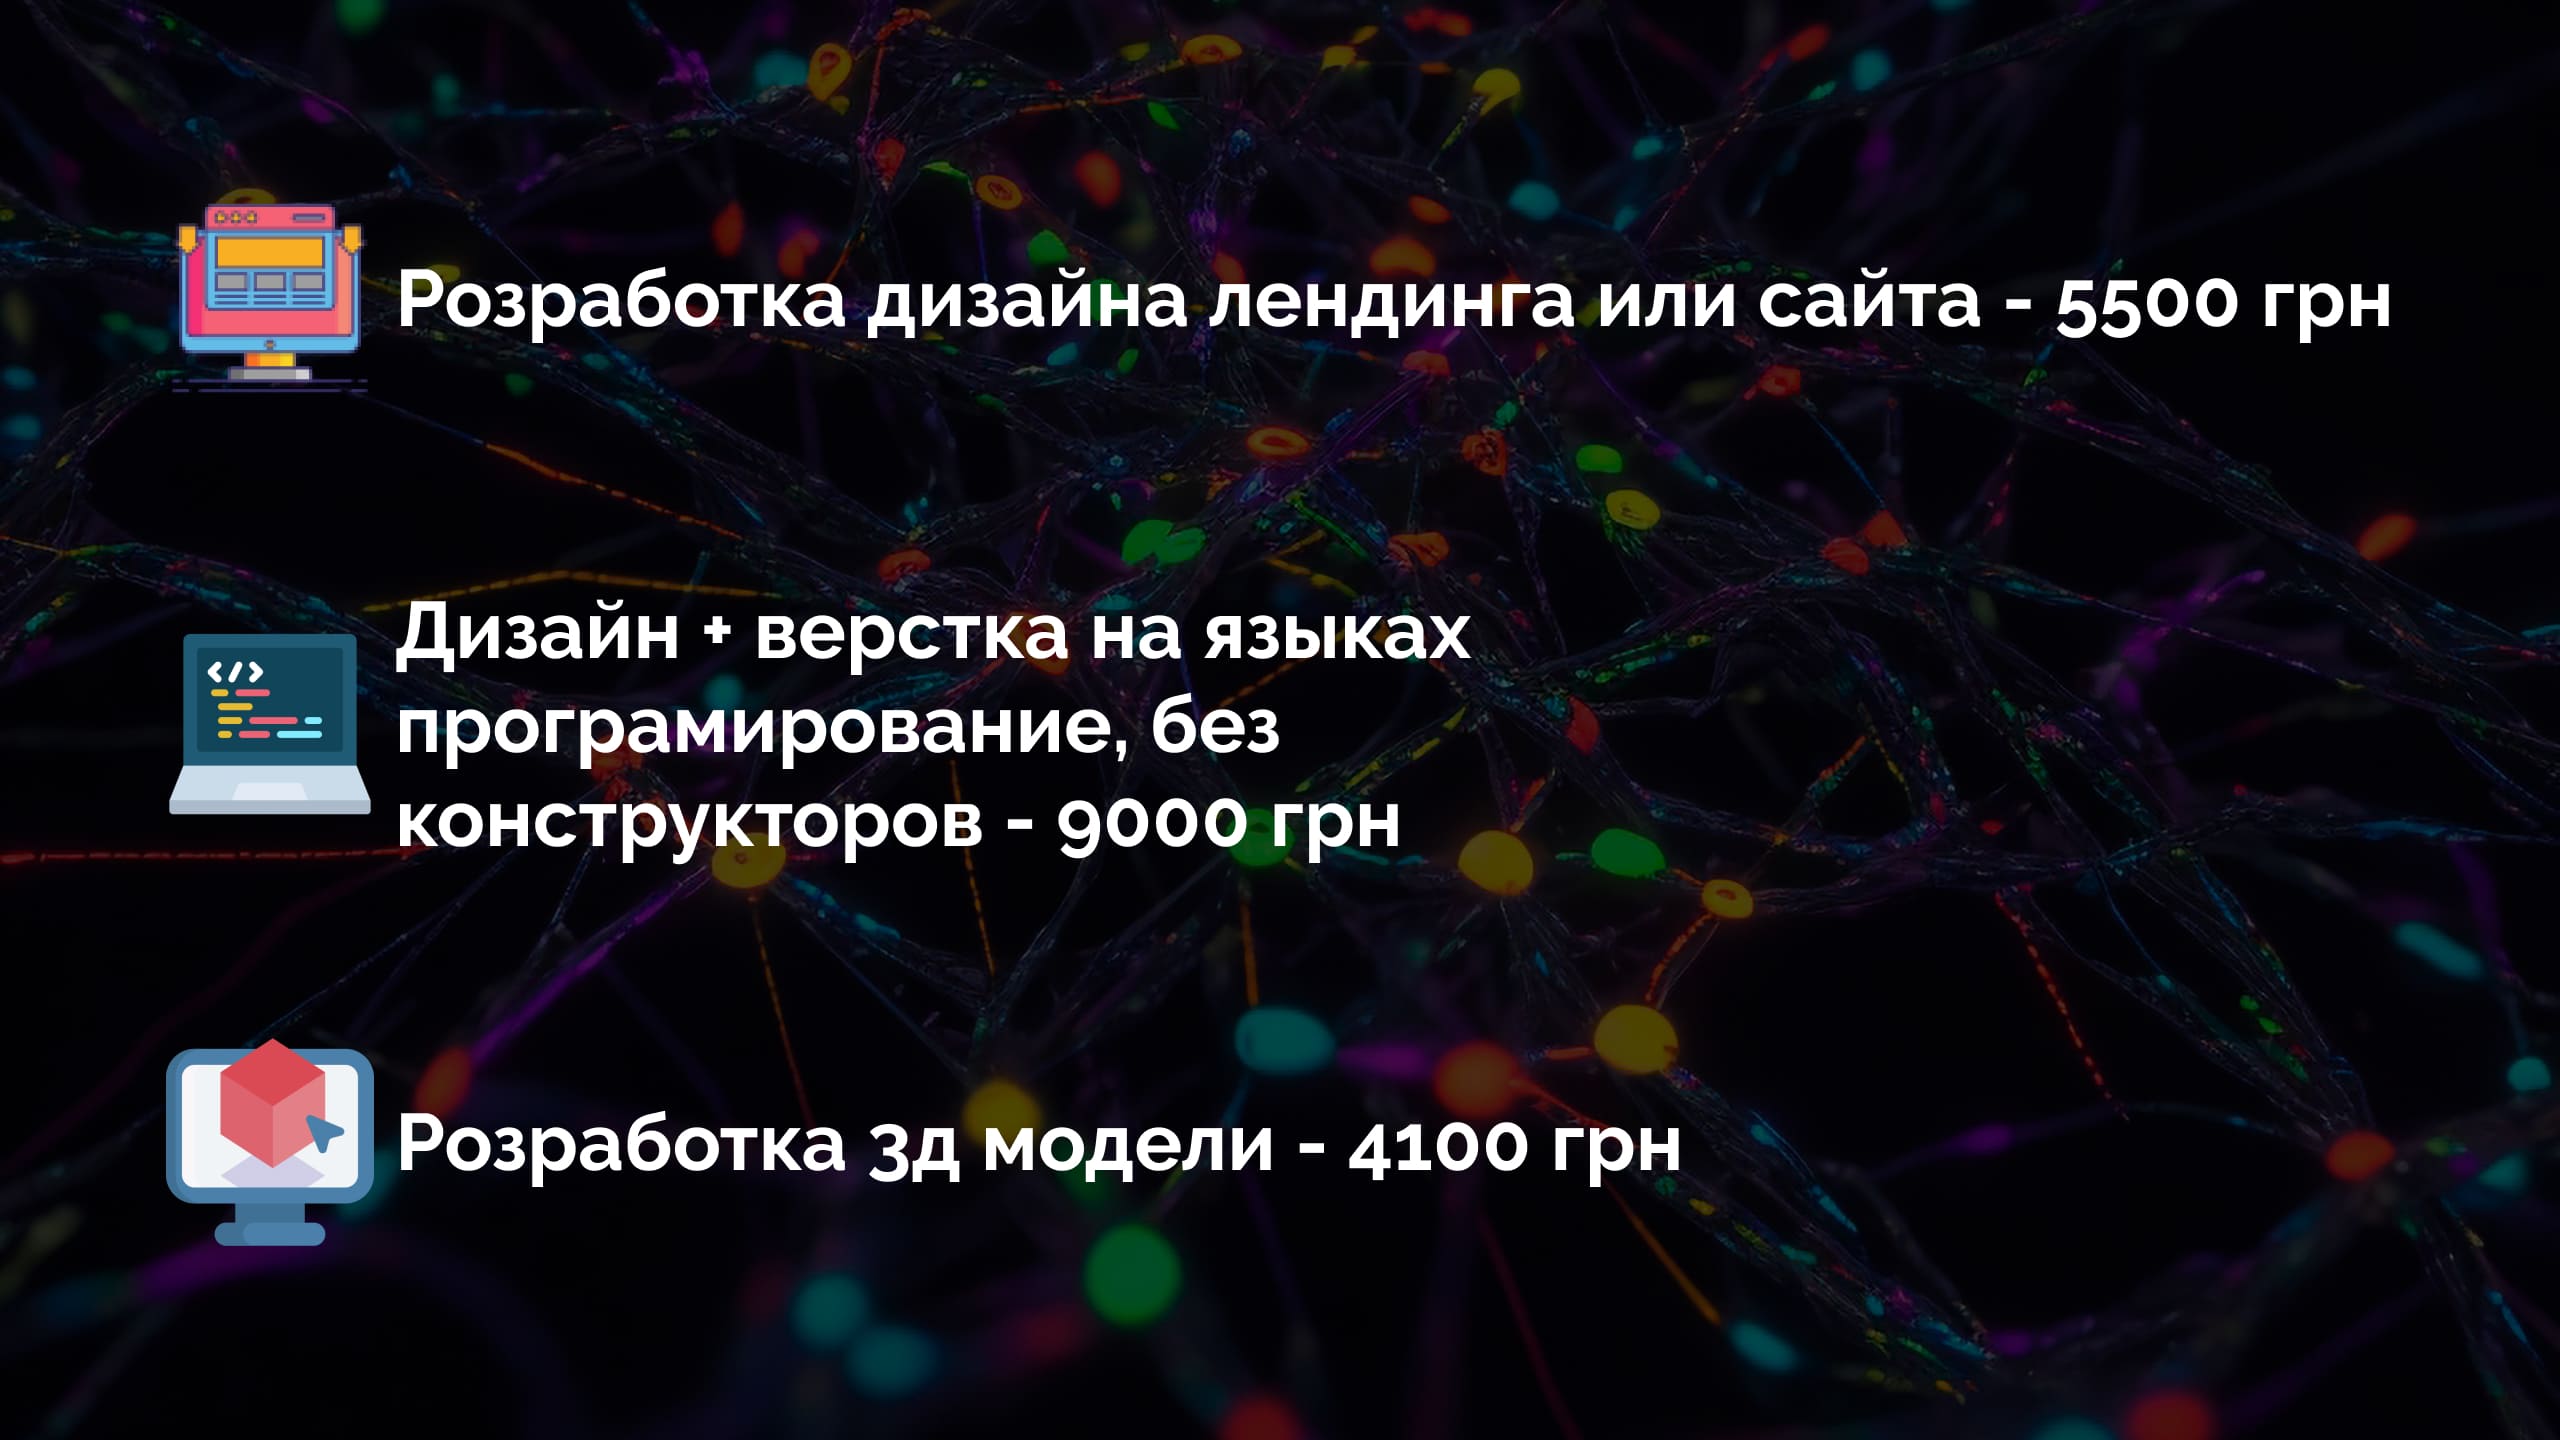 Розработка дизайна лендинга или сайта - 5500 грн
Дизайн + верстка на языках
програмирование, без
конструкторов - 9000 грн
Розработка 3д модели - 4100 грн